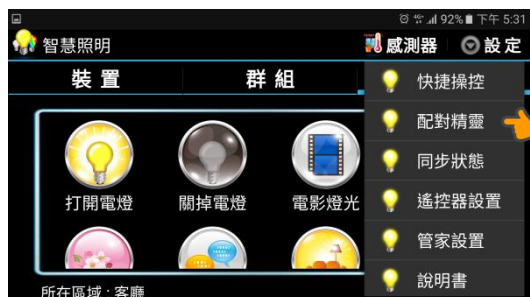 92% 下午 5:31
智慧照明
感測器
設定
裝置
群組
快捷操控
配對精靈
同步狀態
遙控器設置
管家設置
說明書
打開電燈
關掉電燈
電影燈光
所在區域：客廳